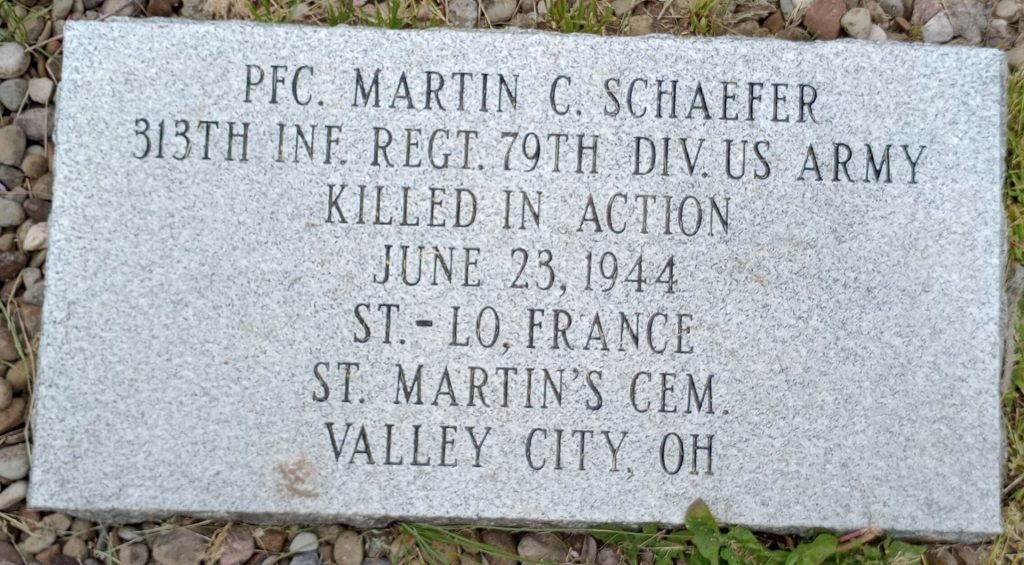 PFC. MARTIN C. SCHAEFER
313TH INF. REGT. 79TH DIV. US ARMY
KILLED IN ACTION
JUNE 23, 1944
ST. - LO, FRANCE
ST. MARTIN'S CEM.
VALLEY CITY, OH